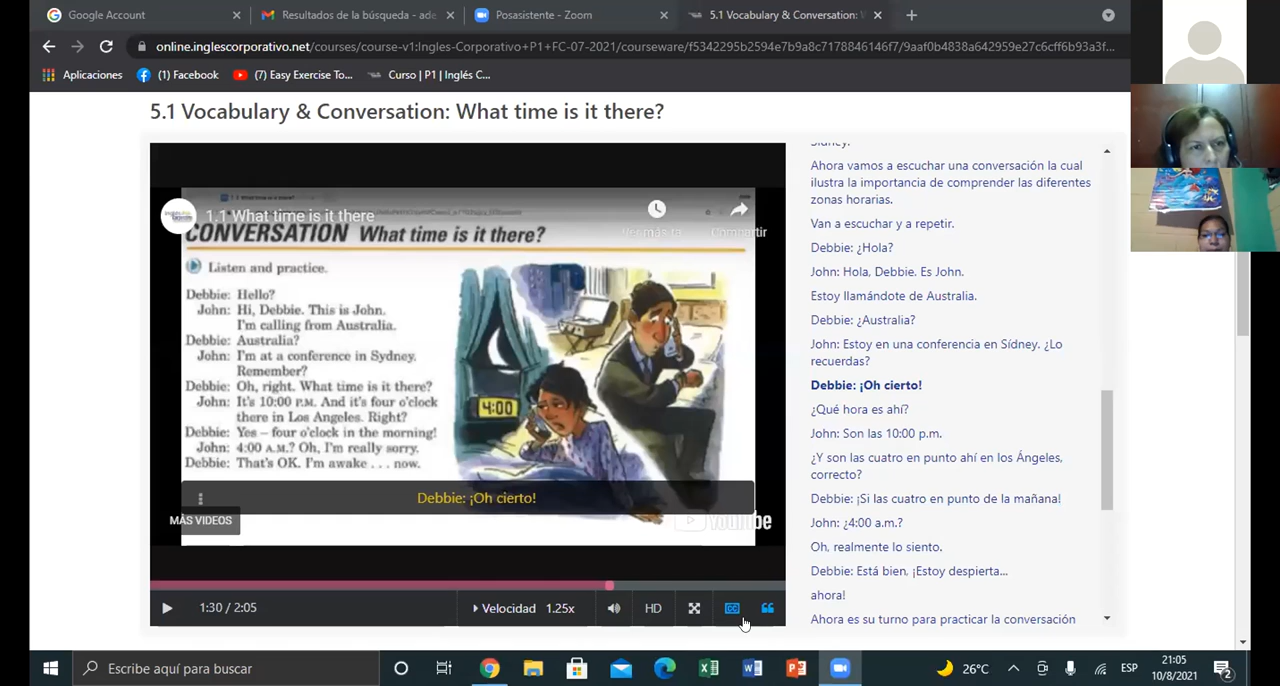 Google Account
Resultados de la búsqueda - ade
Posasistente - Zoom
5.1 Vocabulary & Conversation: W
online.inglescorporativo.net/courses/course-v1:Ingles-Corporativo+P1+FC-07-2021/courseware/f5342295b2594e7b9a8c7178846146f7/9aaf0b4838a642959e27c6cff6b93a3f...
Aplicaciones
(1) Facebook
(7) Easy Exercise To...
Curso | P1 | Inglés C...
5.1 Vocabulary & Conversation: What time is it there?
1.1 What time is it there
Ver más ta
Compartir
CONVERSATION What time is it there?
Listen and practice.
Debbie: Hello?
John: Hi, Debbie. This is John.
I'm calling from Australia.
Debbie: Australia?
John: I'm at a conference in Sydney.
Remember?
Debbie: Oh, right. What time is it there?
John: It's 10:00 P.M. And it's four o'clock
there in Los Angeles. Right?
Debbie: Yes – four o'clock in the morning!
John: 4:00 A.M.? Oh, I'm really sorry.
Debbie: That's OK. I'm awake . . . now.
4:00
Debbie: ¡Oh cierto!
MÁS VIDEOS
YouTube
1:30 / 2:05
Velocidad 1.25x
HD
CC
Sídney.
Ahora vamos a escuchar una conversación la cual
ilustra la importancia de comprender las diferentes
zonas horarias.
Van a escuchar y a repetir.
Debbie: ¿Hola?
John: Hola, Debbie. Es John.
Estoy llamándote de Australia.
Debbie: ¿Australia?
John: Estoy en una conferencia en Sídney. ¿Lo
recuerdas?
Debbie: ¡Oh cierto!
¿Qué hora es ahí?
John: Son las 10:00 p.m.
¿Y son las cuatro en punto ahí en los Ángeles,
correcto?
Debbie: ¡Si las cuatro en punto de la mañana!
John: ¿4:00 a.m.?
Oh, realmente lo siento.
Debbie: Está bien, ¡Estoy despierta...
ahora!
Ahora es su turno para practicar la conversación
Escribe aquí para buscar
26°C
ESP
21:05
10/8/2021
2